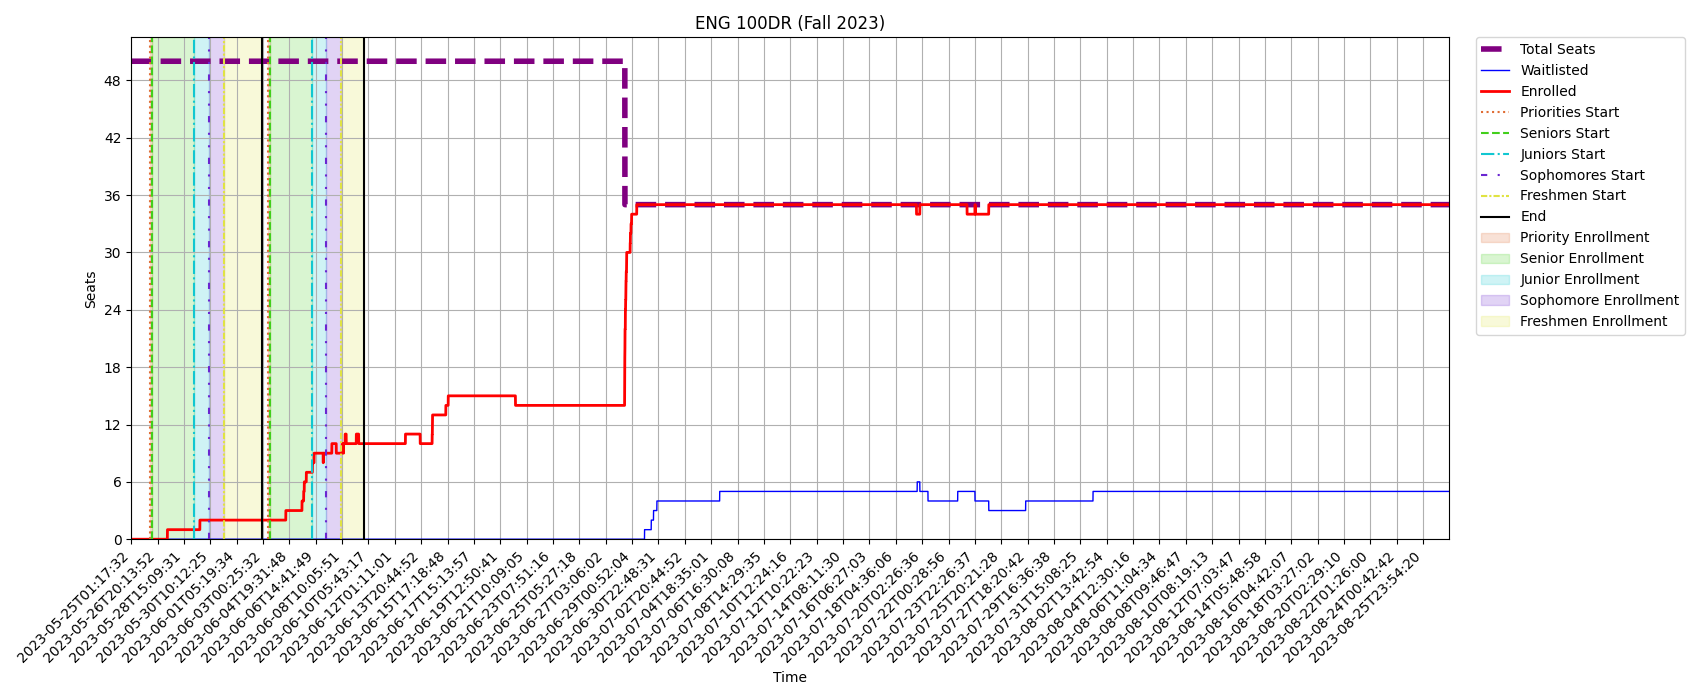 ENG 100DR (Fall 2023)
Seats
48
42
36
30
24
18
12
6
0
2023-05-25T01:17:32
2023-05-26T20:13:52
2023-05-28T15:09:31
2023-05-30T10:12:25
2023-06-01T05:19:34
2023-06-03T00:25:32
2023-06-04T19:31:48
2023-06-06T14:41:49
2023-06-08T10:05:51
2023-06-10T05:43:17
2023-06-12T01:11:01
2023-06-13T20:44:52
2023-06-15T17:18:48
2023-06-17T15:13:57
2023-06-19T12:50:41
2023-06-21T10:09:05
2023-06-23T07:51:16
2023-06-25T05:27:18
2023-06-27T03:06:02
2023-06-29T00:52:04
2023-06-30T22:48:31
2023-07-02T20:44:52
2023-07-04T18:35:01
2023-07-06T16:30:08
2023-07-08T14:29:35
2023-07-10T12:24:16
2023-07-12T10:22:23
2023-07-14T08:11:30
2023-07-16T06:27:03
2023-07-18T04:36:06
2023-07-20T02:26:36
2023-07-22T00:28:56
2023-07-23T22:26:37
2023-07-25T20:21:28
2023-07-27T18:20:42
2023-07-29T16:36:38
2023-07-31T15:08:25
2023-08-02T13:42:54
2023-08-04T12:30:16
2023-08-06T11:04:34
2023-08-08T09:46:47
2023-08-10T08:19:13
2023-08-12T07:03:47
2023-08-14T05:48:58
2023-08-16T04:42:07
2023-08-18T03:27:02
2023-08-20T02:29:10
2023-08-22T01:26:00
2023-08-24T00:42:42
2023-08-25T23:54:20
Time
Total Seats
Waitlisted
Enrolled
Priorities Start
Seniors Start
Juniors Start
Sophomores Start
Freshmen Start
End
Priority Enrollment
Senior Enrollment
Junior Enrollment
Sophomore Enrollment
Freshmen Enrollment